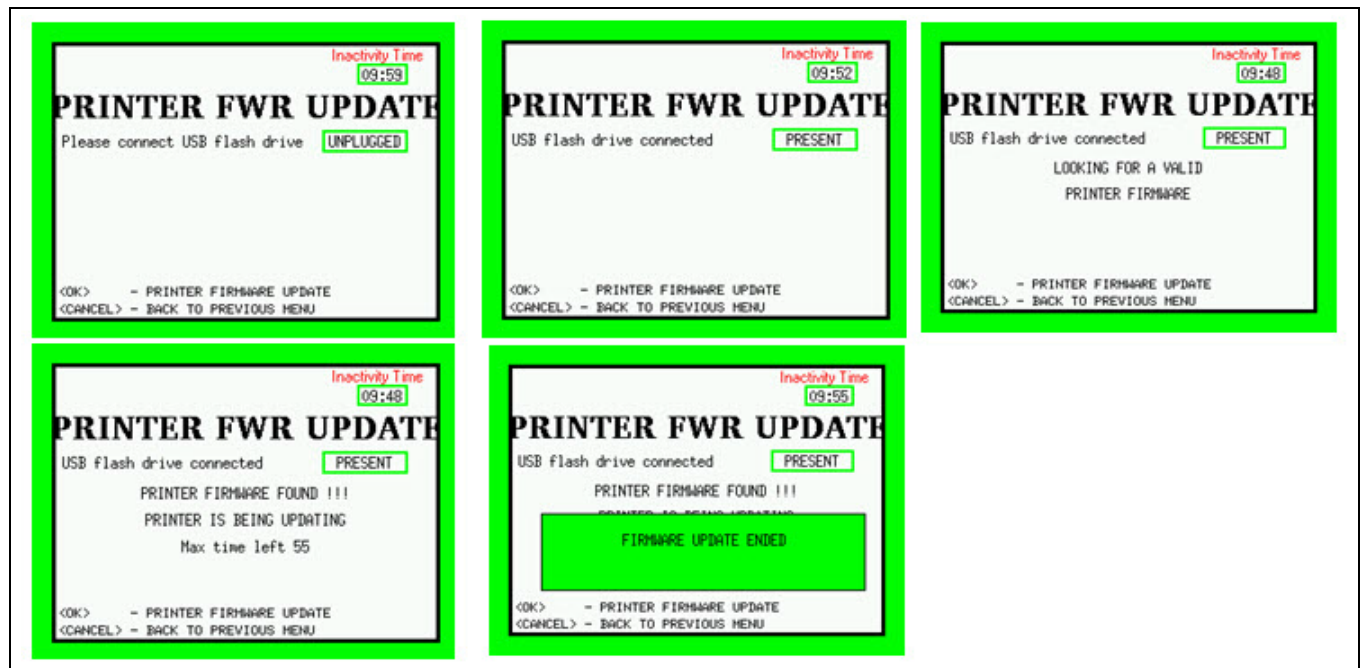 Inactivity Time
09:59
PRINTER FWR UPDATE
Please connect USB flash drive UNPLUGGED
<OK> - PRINTER FIRMWARE UPDATE
<CANCEL> - BACK TO PREVIOUS MENU
Inactivity Time
09:52
PRINTER FWR UPDATE
USB flash drive connected PRESENT
<OK> - PRINTER FIRMWARE UPDATE
<CANCEL> - BACK TO PREVIOUS MENU
Inactivity Time
09:48
PRINTER FWR UPDATE
USB flash drive connected PRESENT
LOOKING FOR A VALID
PRINTER FIRMWARE
<OK> - PRINTER FIRMWARE UPDATE
<CANCEL> - BACK TO PREVIOUS MENU
Inactivity Time
09:48
PRINTER FWR UPDATE
USB flash drive connected PRESENT
PRINTER FIRMWARE FOUND !!!
PRINTER IS BEING UPDATING
Max time left 55
<OK> - PRINTER FIRMWARE UPDATE
<CANCEL> - BACK TO PREVIOUS MENU
Inactivity Time
09:55
PRINTER FWR UPDATE
USB flash drive connected PRESENT
PRINTER FIRMWARE FOUND !!!
PRINTER IS BEING UPDATING
FIRMWARE UPDATE ENDED
<OK> - PRINTER FIRMWARE UPDATE
<CANCEL> - BACK TO PREVIOUS MENU